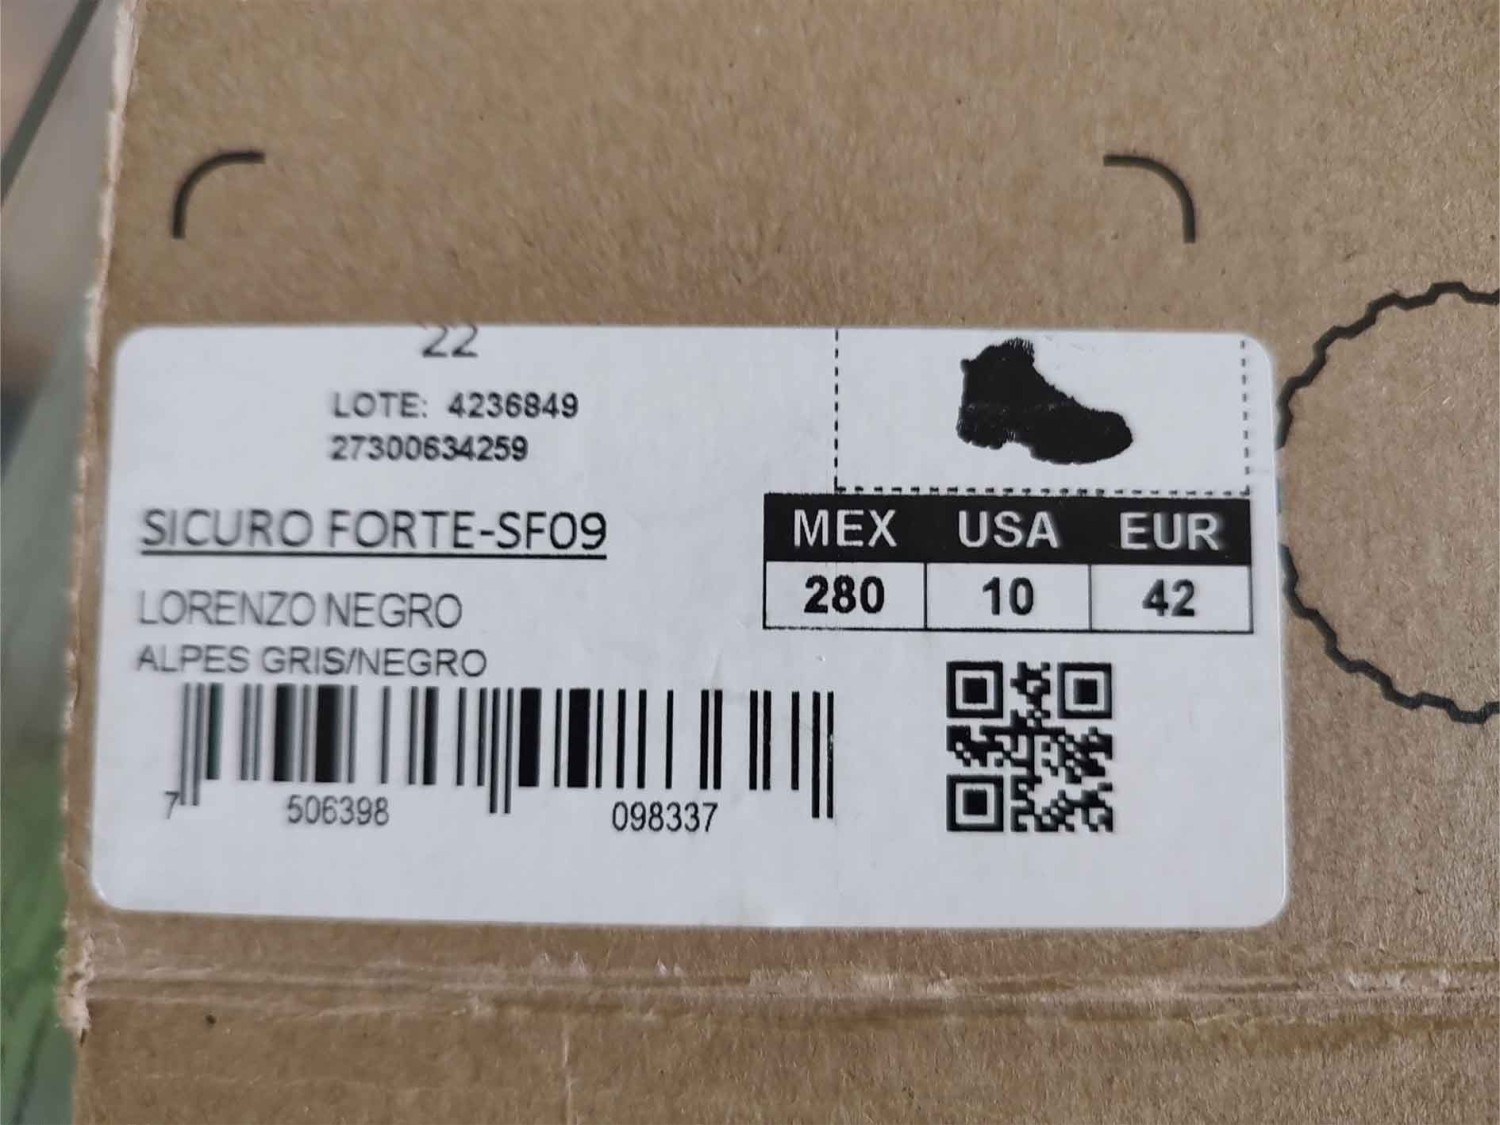 22
LOTE: 4236849
27300634259
SICURO FORTE-SF09
LORENZO NEGRO
ALPES GRIS/NEGRO
MEX USA EUR
280 10 42
7 506398 098337